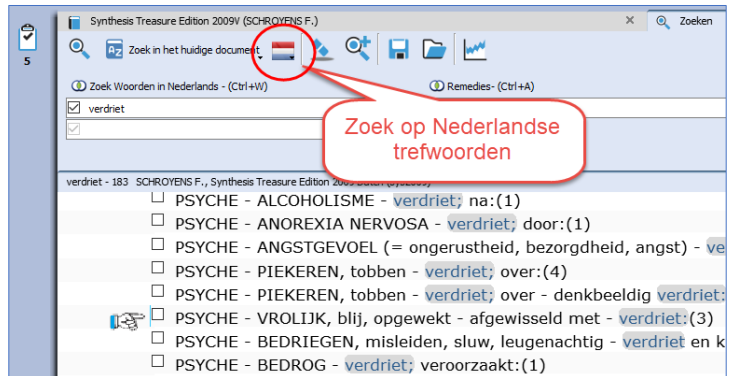 Synthesis Treasure Edition 2009V (SCHROYENS F.)
Zoeken
5
Zoek in het huidige document
Zoek Woorden in Nederlands - (Ctrl+W)
Remedies- (Ctrl+A)
verdriet
Zoek op Nederlandse
trefwoorden
verdriet - 183 SCHROYENS F., Synthesis Treasure Edition 2009
PSYCHE - ALCOHOLISME - verdriet; na:(1)
PSYCHE - ANOREXIA NERVOSA - verdriet; door:(1)
PSYCHE - ANGSTGEVOEL (= ongerustheid, bezorgdheid, angst) - ve
PSYCHE - PIEKEREN, tobben - verdriet; over:(4)
PSYCHE - PIEKEREN, tobben - verdriet; over - denkbeeldig verdriet:
PSYCHE - VROLIJK, blij, opgewekt - afgewisseld met - verdriet:(3)
PSYCHE - BEDRIEGEN, misleiden, sluw, leugenachtig - verdriet en k
PSYCHE - BEDROG - verdriet; veroorzaakt:(1)